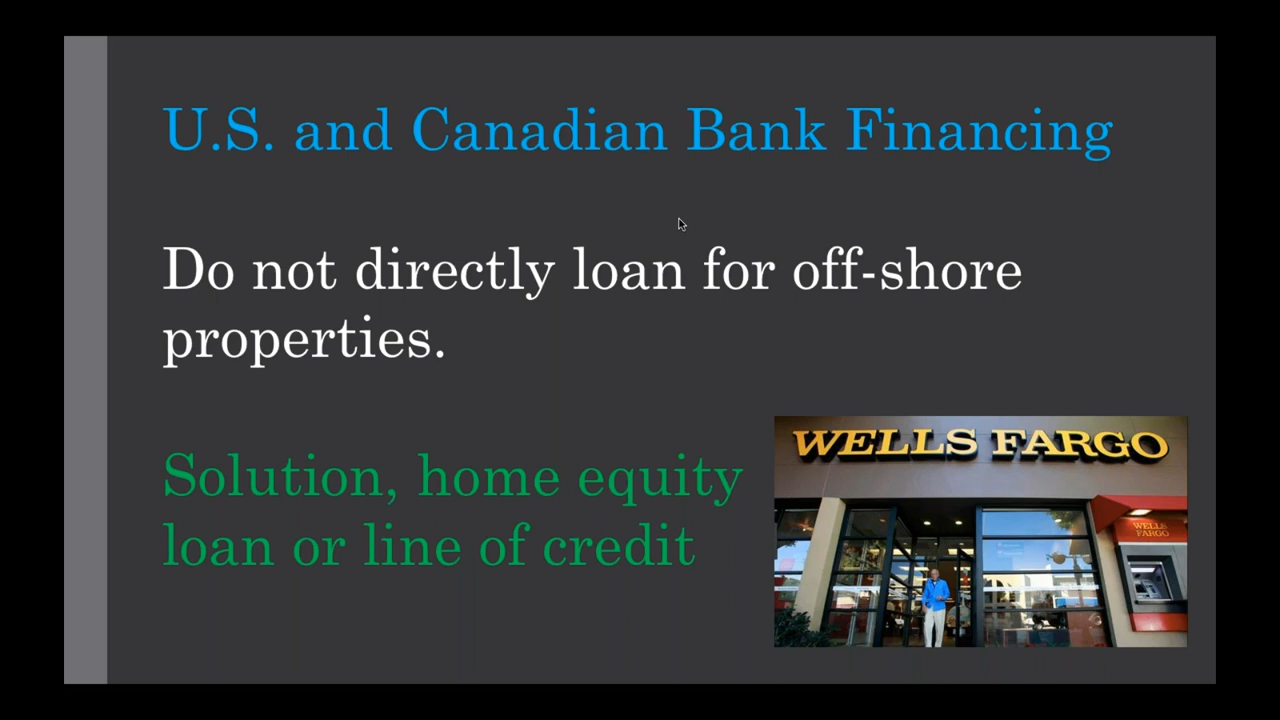 U.S. and Canadian Bank Financing
Do not directly loan for off-shore
properties.
Solution, home equity
loan or line of credit
WELLS FARGO
WELLS
FARGO